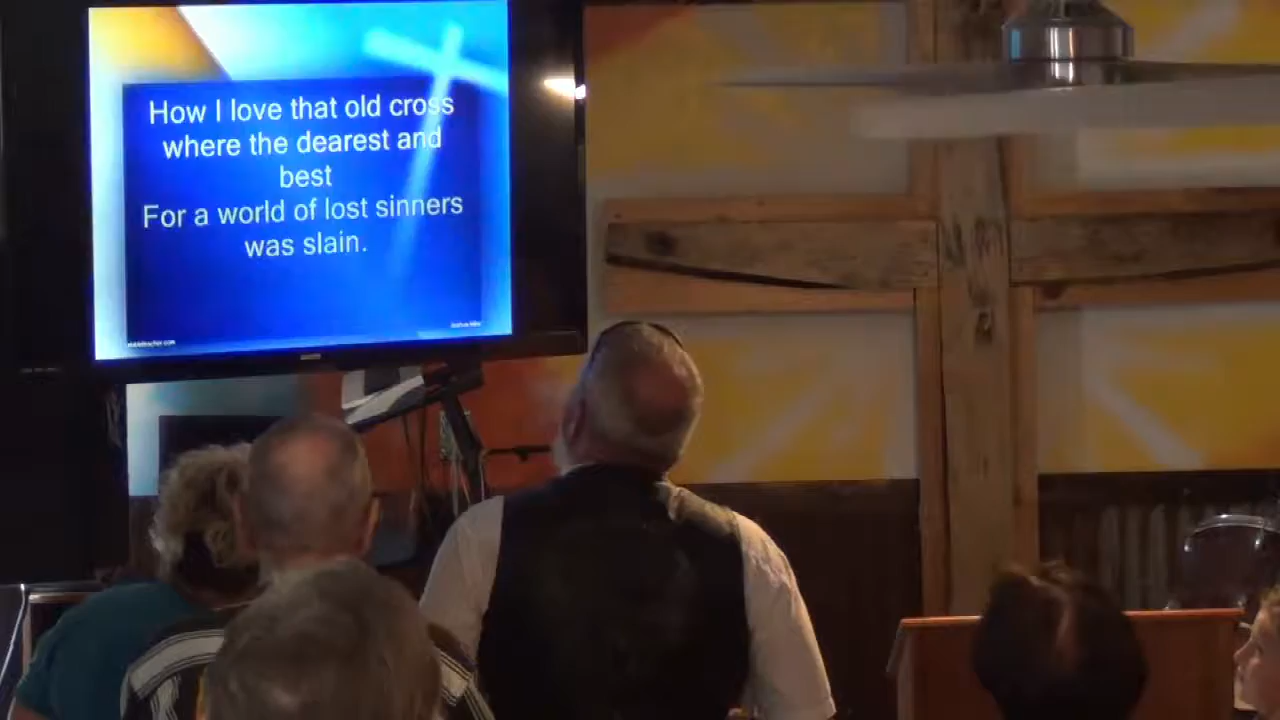 How I love that old cross
where the dearest and
best
For a world of lost sinners
was slain.